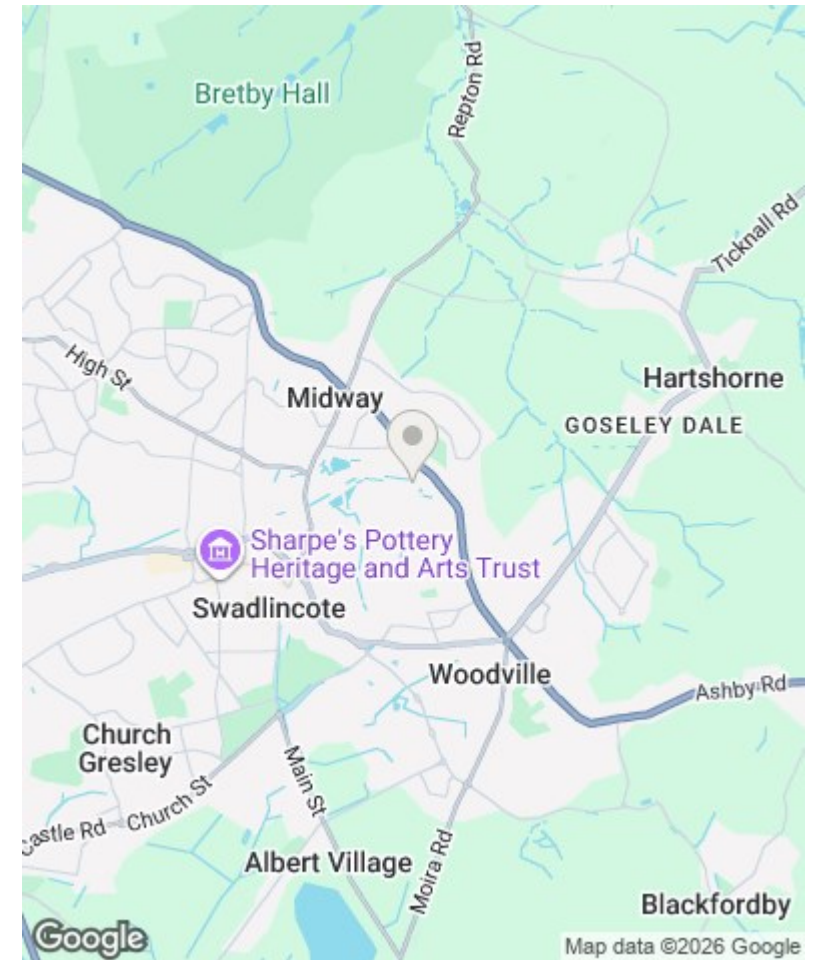 Bretby Hall
Repton Rd
Ticknall Rd
High St
Midway
Hartshorne
GOSELEY DALE
Sharpe's Pottery
Heritage and Arts Trust
Swadlincote
Woodville
Ashby Rd
Church
Gresley
Main St
Castle Rd
Church St
Albert Village
Moira Rd
Blackfordby
Google
Map data ©2026 Google